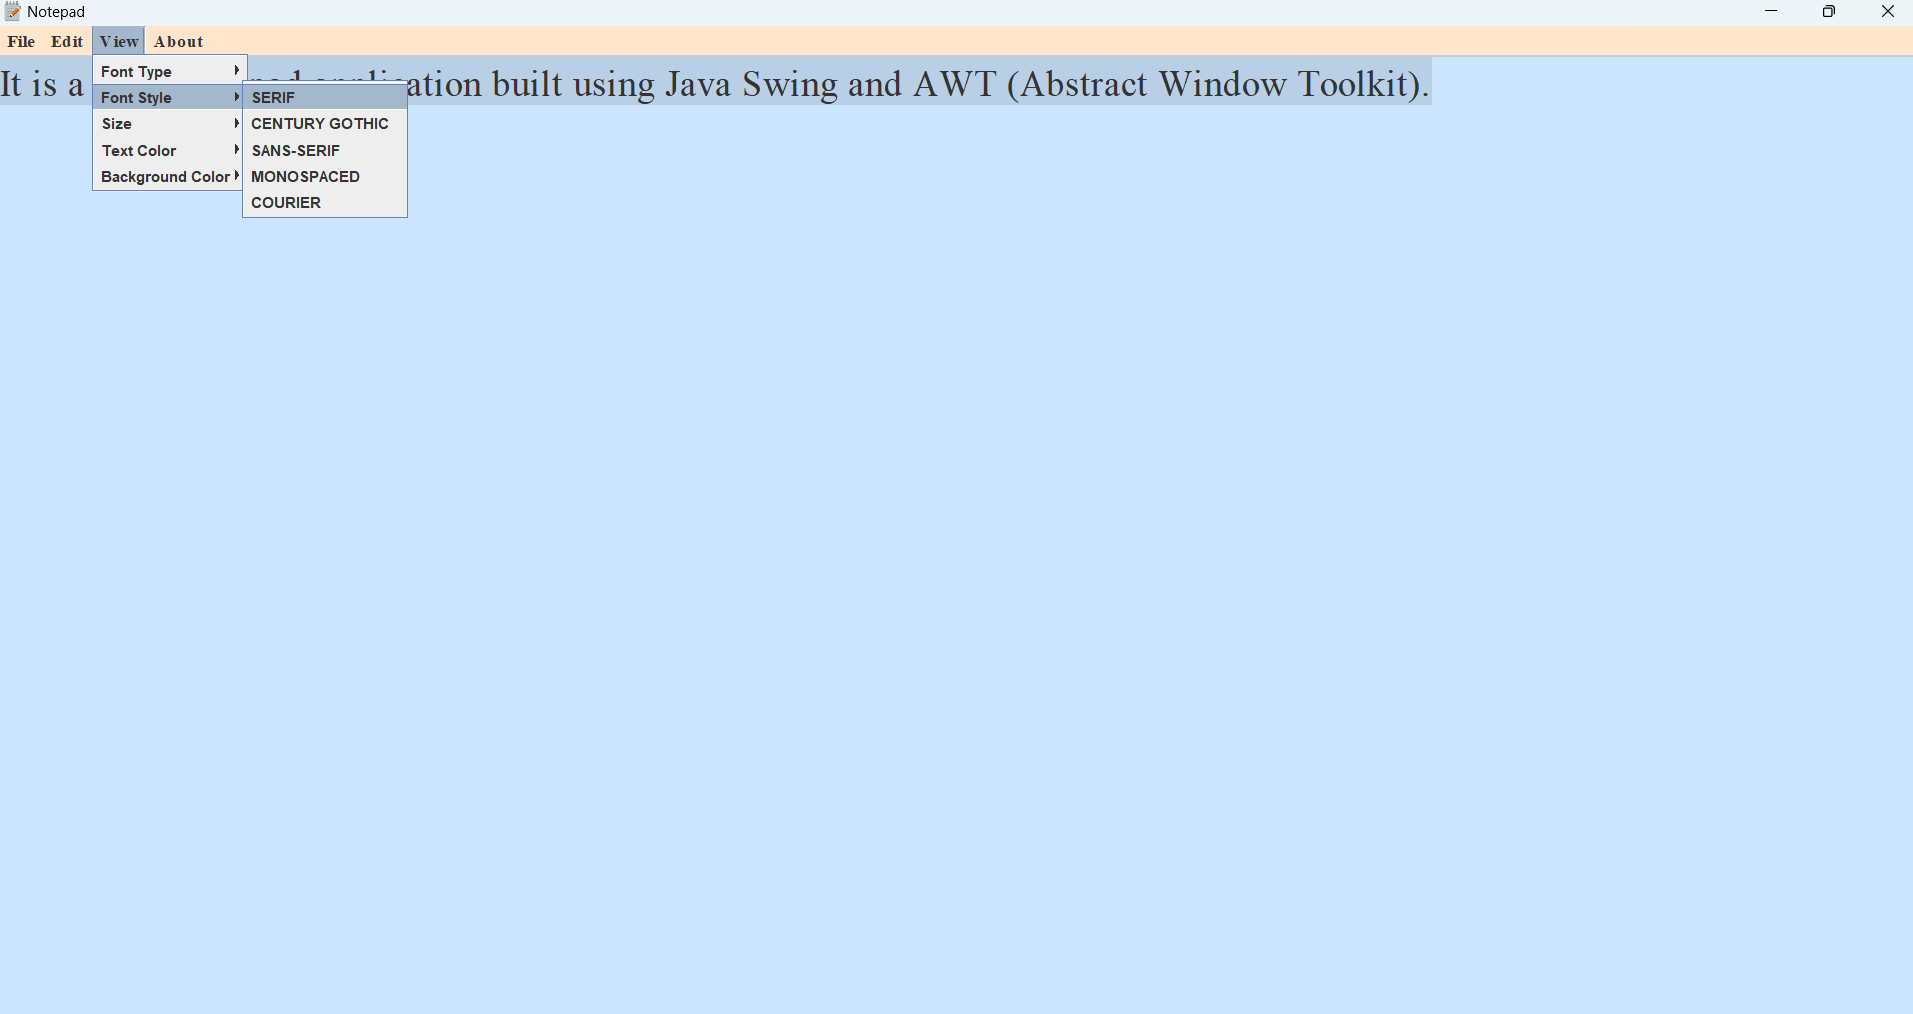 Notepad
File Edit View About
It is a ation built using Java Swing and AWT (Abstract Window Toolkit).
Font Type
Font Style
Size
Text Color
Background Color
SERIF
CENTURY GOTHIC
SANS-SERIF
MONOSPACED
COURIER